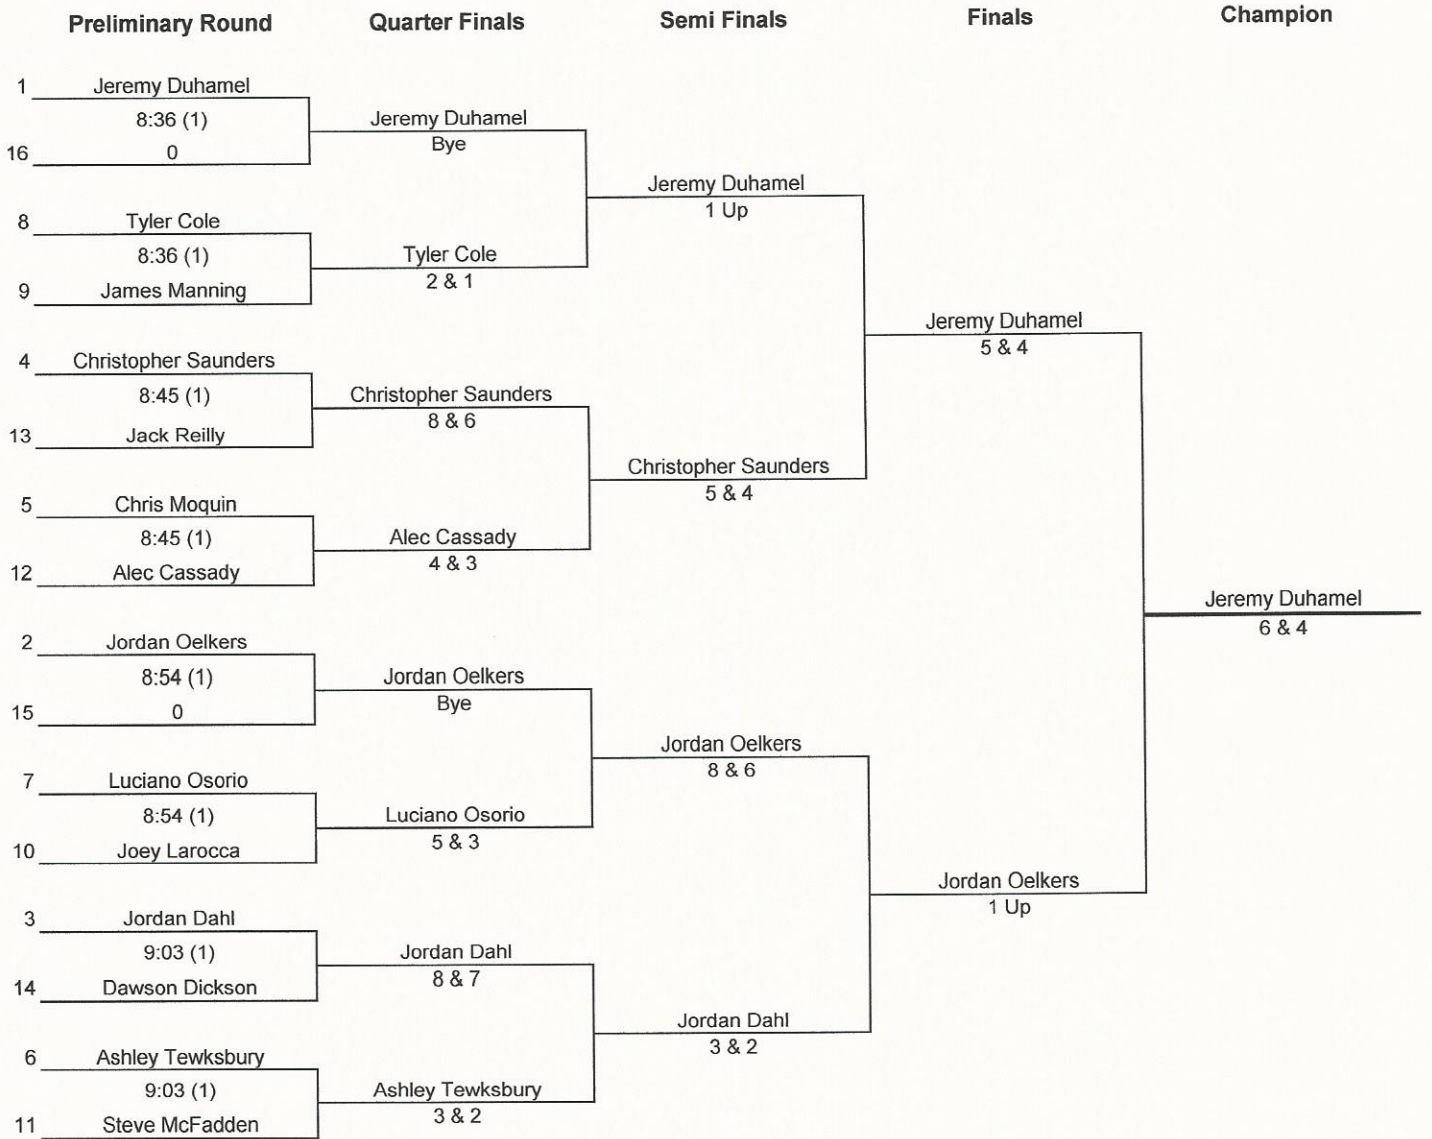 Preliminary Round
Quarter Finals
Semi Finals
Finals
Champion
1 Jeremy Duhamel
8:36 (1)
16 0
8 Tyler Cole
8:36 (1)
9 James Manning
4 Christopher Saunders
8:45 (1)
13 Jack Reilly
5 Chris Moquin
8:45 (1)
12 Alec Cassady
2 Jordan Oelkers
8:54 (1)
15 0
7 Luciano Osorio
8:54 (1)
10 Joey Larocca
3 Jordan Dahl
9:03 (1)
14 Dawson Dickson
6 Ashley Tewksbury
9:03 (1)
11 Steve McFadden
Jeremy Duhamel
Bye
Tyler Cole
2 & 1
Christopher Saunders
8 & 6
Alec Cassady
4 & 3
Jordan Oelkers
Bye
Luciano Osorio
5 & 3
Jordan Dahl
8 & 7
Ashley Tewksbury
3 & 2
Jeremy Duhamel
1 Up
Christopher Saunders
5 & 4
Jordan Oelkers
8 & 6
Jordan Dahl
3 & 2
Jeremy Duhamel
5 & 4
Jordan Oelkers
1 Up
Jeremy Duhamel
6 & 4